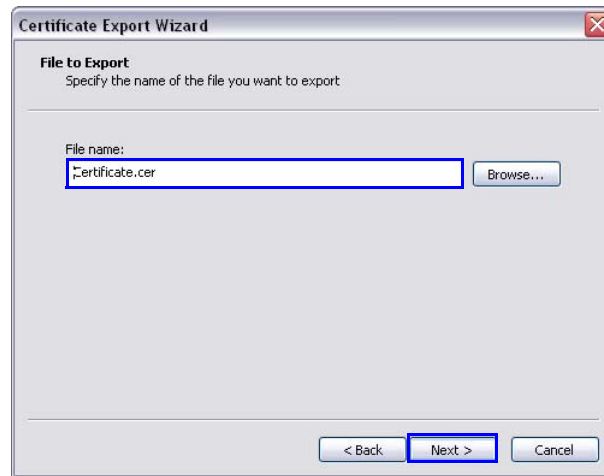 Certificate Export Wizard
File to Export
Specify the name of the file you want to export
File name:
Certificate.cer
Browse...
< Back
Next >
Cancel